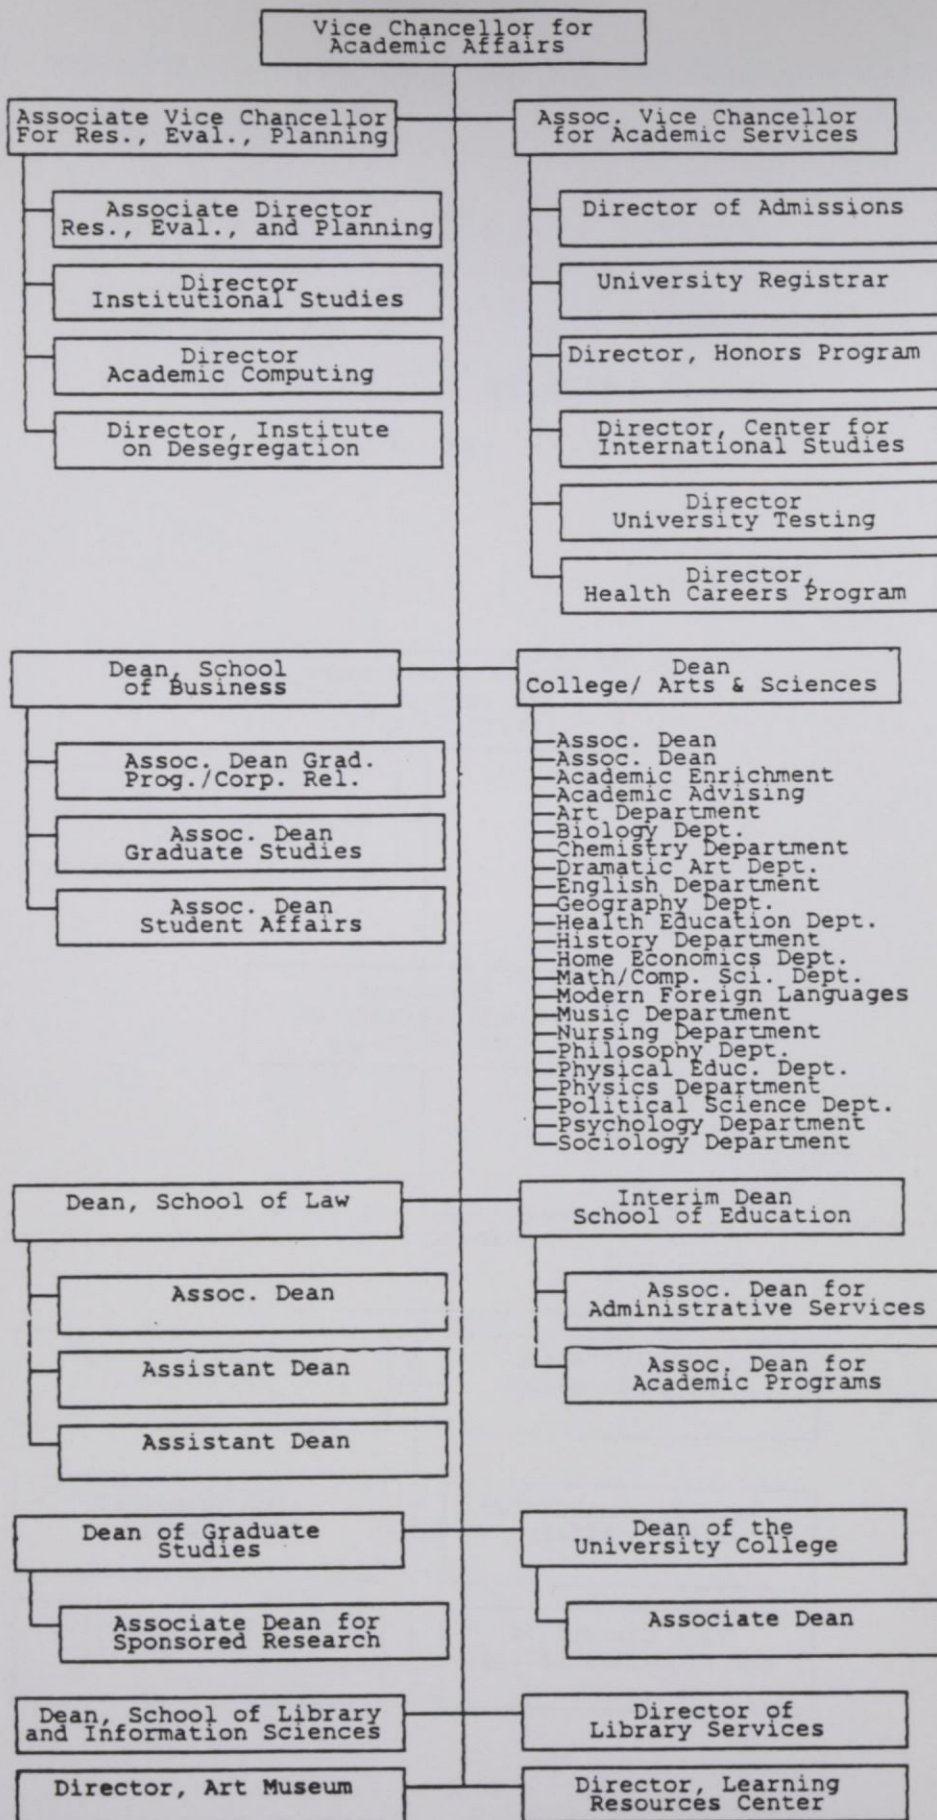 Vice Chancellor for
Academic Affairs
Associate Vice Chancellor
For Res., Eval., Planning
Associate Director
Res., Eval., and Planning
Director
Institutional Studies
Director
Academic Computing
Director, Institute
on Desegregation
Assoc. Vice Chancellor
for Academic Services
Director of Admissions
University Registrar
Director, Honors Program
Director, Center for
International Studies
Director
University Testing
Director,
Health Careers Program
Dean, School
of Business
Assoc. Dean Grad.
Prog./Corp. Rel.
Assoc. Dean
Graduate Studies
Assoc. Dean
Student Affairs
Dean
College/ Arts & Sciences
Assoc. Dean
Assoc. Dean
Academic Enrichment
Academic Advising
Art Department
Biology Dept.
Chemistry Department
Dramatic Art Dept.
English Department
Geography Dept.
Health Education Dept.
History Department
Home Economics Dept.
Math/Comp. Sci. Dept.
Modern Foreign Languages
Music Department
Nursing Department
Philosophy Dept.
Physical Educ. Dept.
Physics Department
Political Science Dept.
Psychology Department
Sociology Department
Dean, School of Law
Assoc. Dean
Assistant Dean
Assistant Dean
Interim Dean
School of Education
Assoc. Dean for
Administrative Services
Assoc. Dean for
Academic Programs
Dean of Graduate
Studies
Associate Dean for
Sponsored Research
Dean of the
University College
Associate Dean
Dean, School of Library
and Information Sciences
Director of
Library Services
Director, Art Museum
Director, Learning
Resources Center